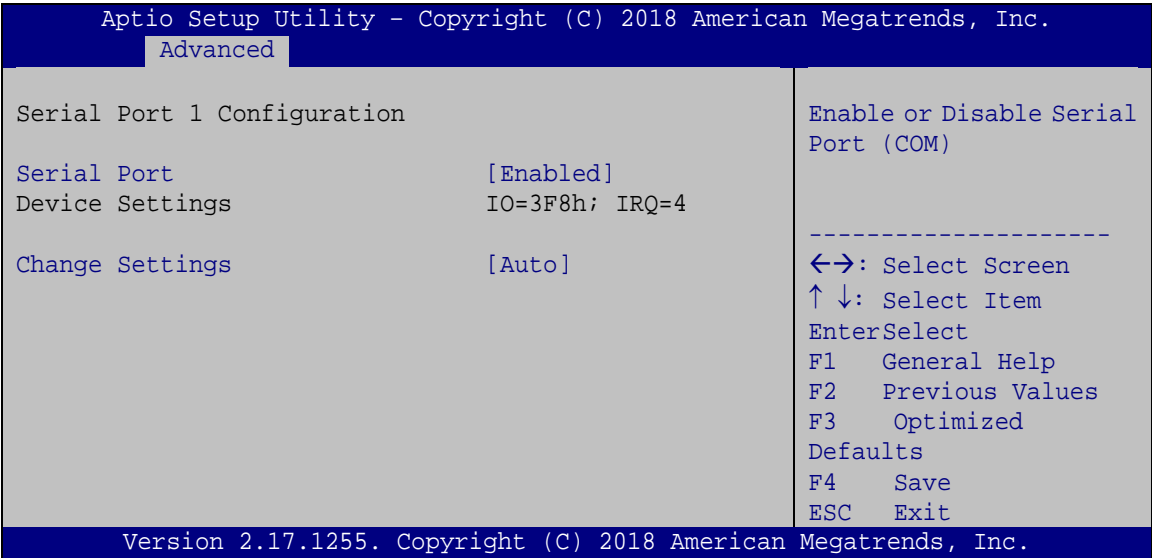 Aptio Setup Utility – Copyright (C) 2018 American Megatrends, Inc.
Advanced
Serial Port 1 Configuration
Serial Port [Enabled]
Device Settings IO=3F8h; IRQ=4
Change Settings [Auto]
Enable or Disable Serial
Port (COM)
---------------------
←→: Select Screen
↑ ↓: Select Item
EnterSelect
F1 General Help
F2 Previous Values
F3 Optimized
Defaults
F4 Save
ESC Exit
Version 2.17.1255. Copyright (C) 2018 American Megatrends, Inc.